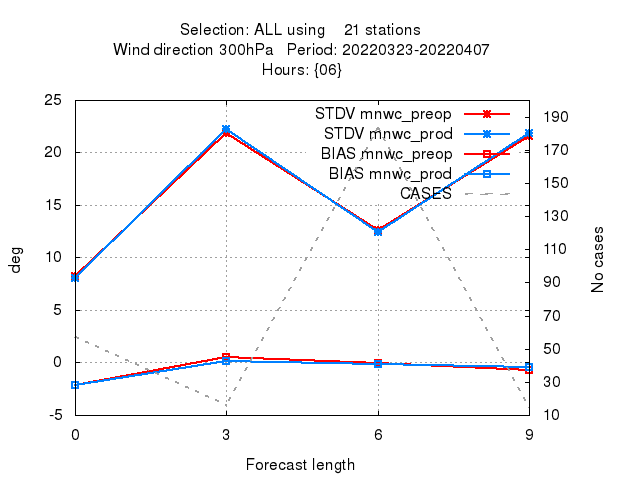 Selection: ALL using    21 stations
Wind direction 300hPa   Period: 20220323-20220407
Hours: {06}
STDV mnwc_preop
STDV mnwc_prod
BIAS mnwc_preop
BIAS mnwc_prod
CASES
25
20
15
10
5
0
-5
deg
190
170
150
130
110
90
70
50
30
10
No cases
0 3 6 9
Forecast length